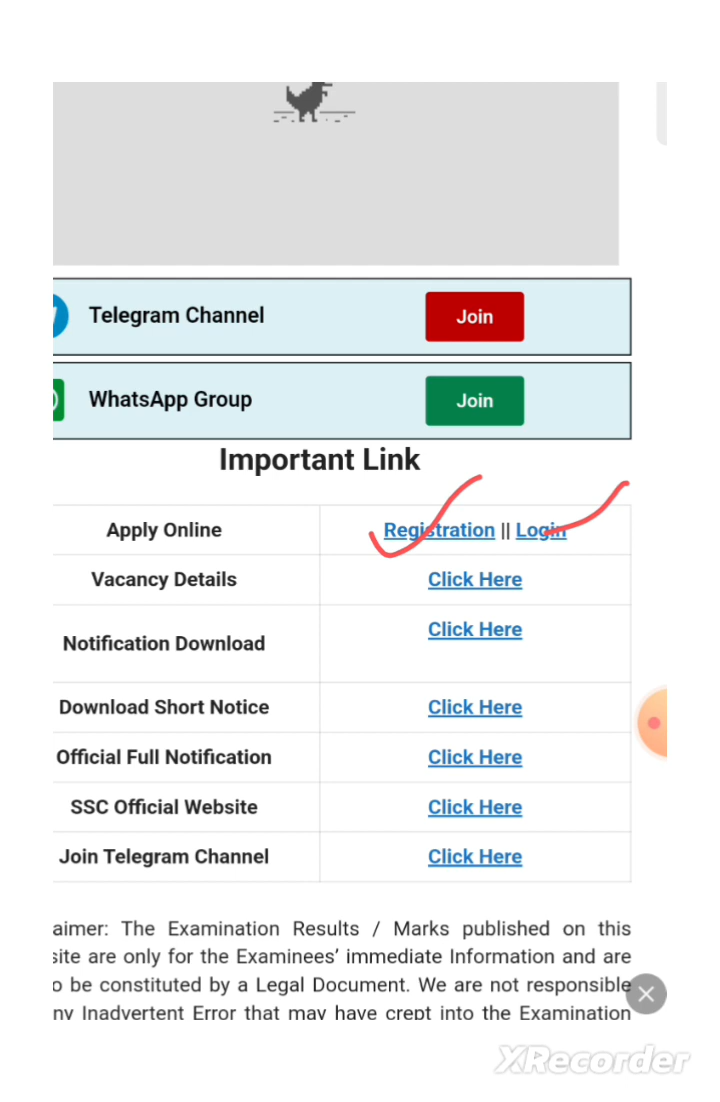 Telegram Channel Join
WhatsApp Group Join
Important Link
Apply Online Registration || Login
Vacancy Details Click Here
Notification Download Click Here
Download Short Notice Click Here
Official Full Notification Click Here
SSC Official Website Click Here
Join Telegram Channel Click Here
aimer: The Examination Results / Marks published on this
site are only for the Examinees’ immediate Information and are
o be constituted by a Legal Document. We are not responsible
ny Inadvertent Error that may have crept into the Examination
XRecorder